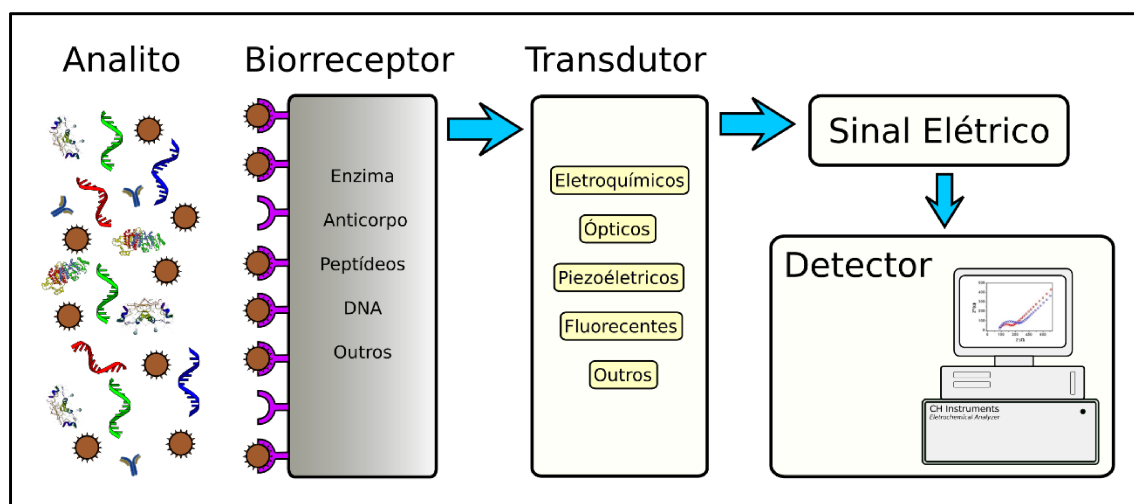 Analito
Biorreceptor
Transdutor
Enzima
Anticorpo
Peptídeos
DNA
Outros
Eletroquímicos
Ópticos
Piezoéletricos
Fluorecentes
Outros
Sinal Elétrico
Detector
CH Instruments
Eletrochemical Analyzer